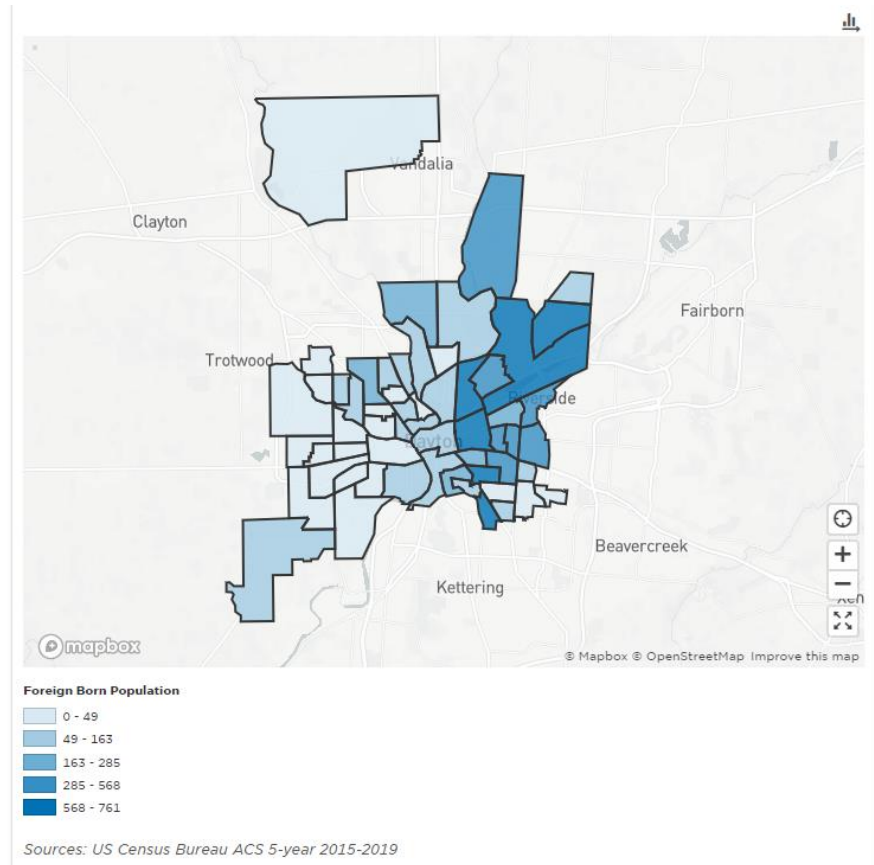 Vandalia
Clayton
Fairborn
Trotwood
Riverside
Dayton
Beavercreek
Kettering
mapbox
© Mapbox © OpenStreetMap Improve this map
Foreign Born Population
0 - 49
49 - 163
163 - 285
285 - 568
568 - 761
Sources: US Census Bureau ACS 5-year 2015-2019